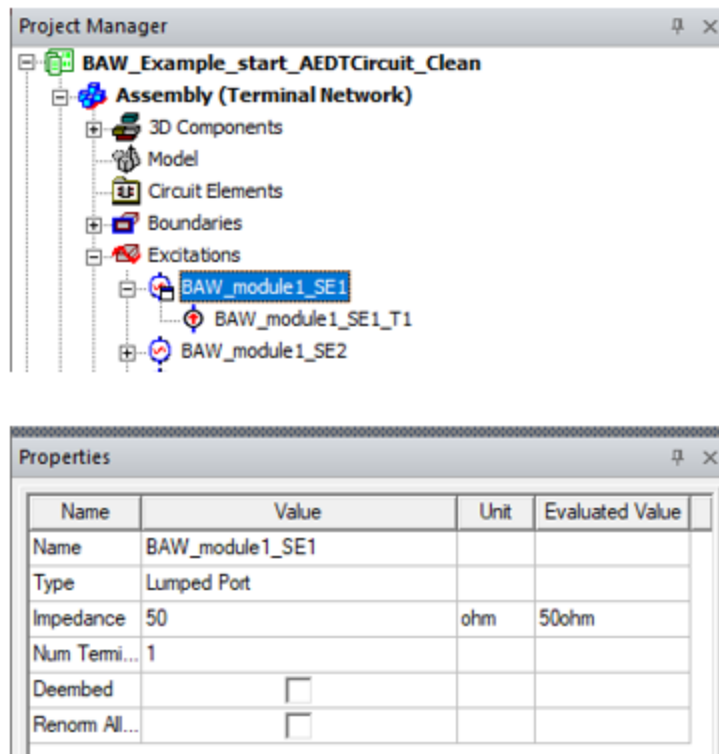 Project Manager
BAW_Example_start_AEDTCircuit_Clean
Assembly (Terminal Network)
3D Components
Model
Circuit Elements
Boundaries
Excitations
BAW_module1_SE1
BAW_module1_SE1_T1
BAW_module1_SE2
Properties
Name Value Unit Evaluated Value
Name BAW_module1_SE1
Type Lumped Port
Impedance 50 ohm 50ohm
Num Termi... 1
Deembed
Renorm All...